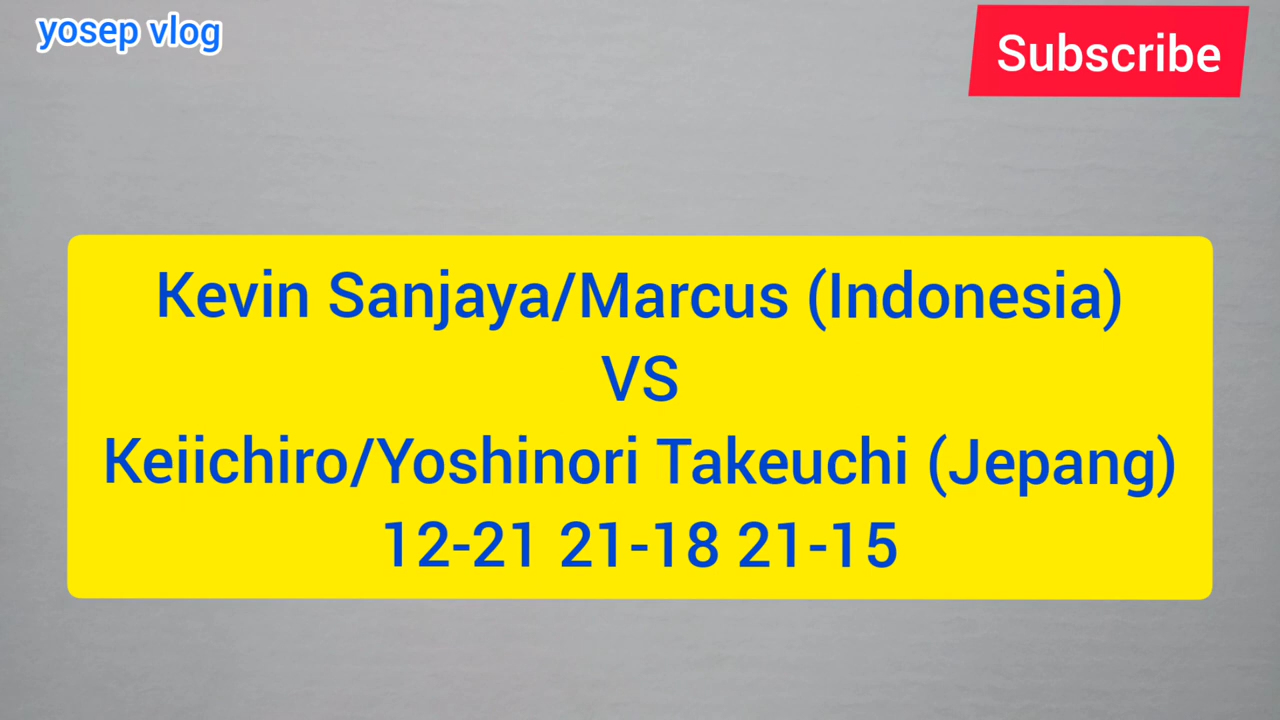 yosep vlog
Subscribe
Kevin Sanjaya/Marcus (Indonesia)
VS
Keiichiro/Yoshinori Takeuchi (Jepang)
12-21 21-18 21-15